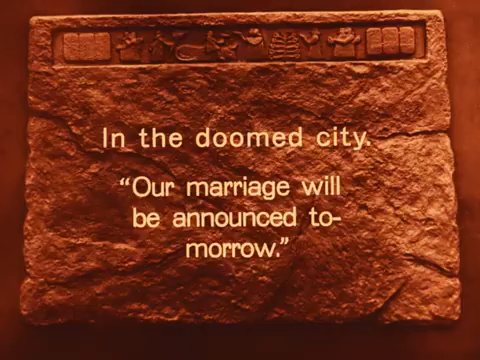 In the doomed city.
“Our marriage will
be announced to-
morrow.”